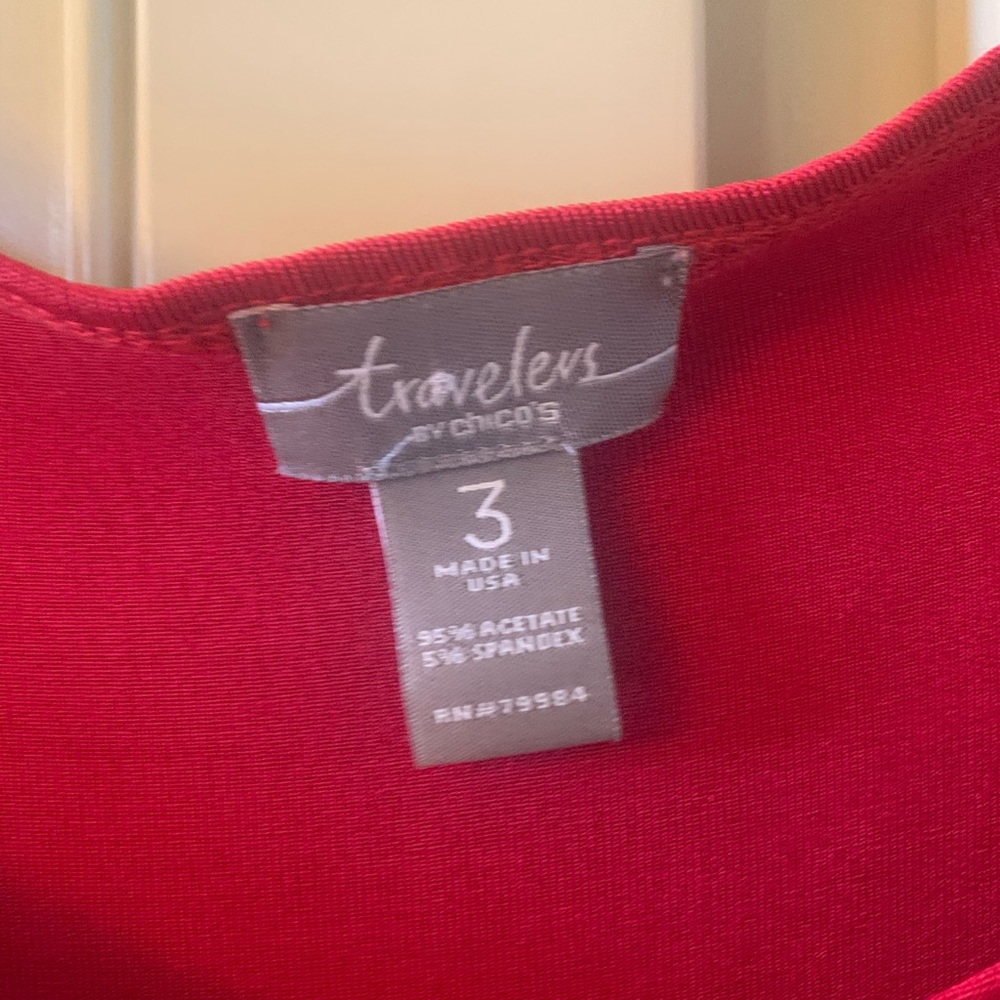 travelers
BY CHICO'S
3
MADE IN
USA
95% ACETATE
5% SPANDEX
RN#79984